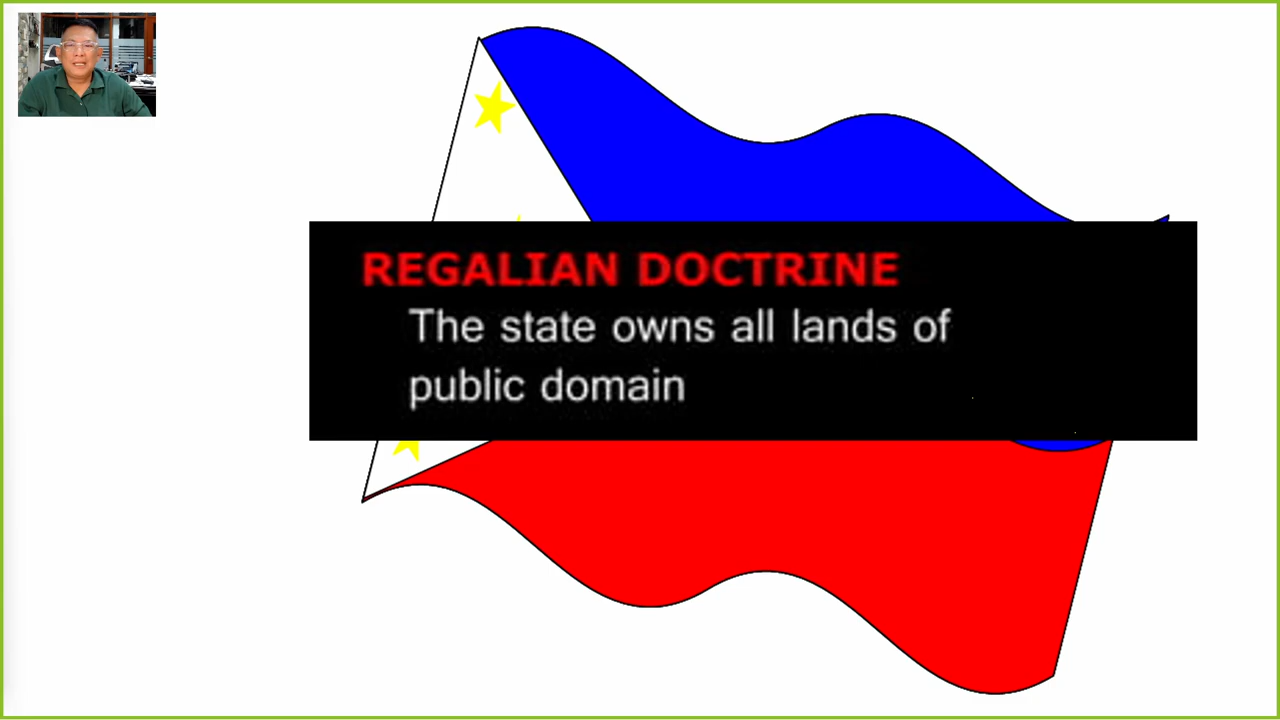 REGALIAN DOCTRINE
The state owns all lands of
public domain